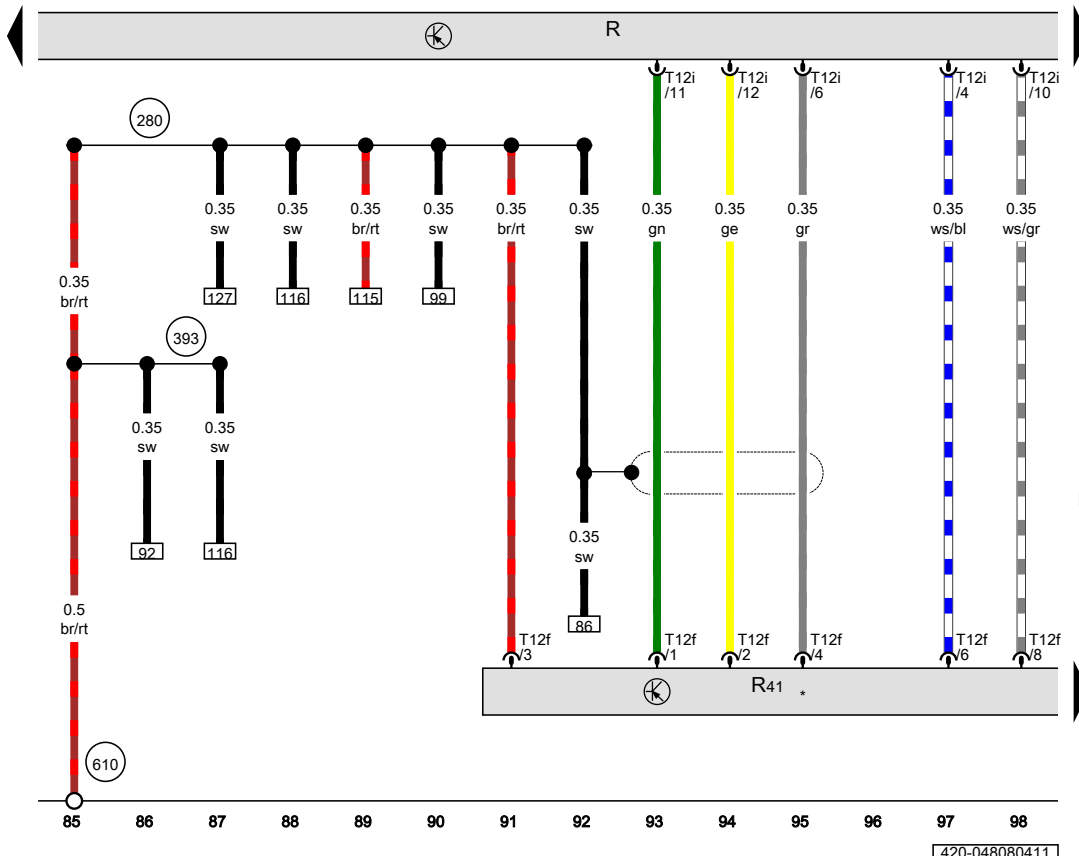 R
T12i /11
T12i /12
T12i /6
T12i /4
T12i /10
280
0.35 sw
0.35 sw
0.35 br/rt
0.35 sw
0.35 br/rt
0.35 sw
0.35 gn
0.35 ge
0.35 gr
0.35 ws/bl
0.35 ws/gr
0.35 br/rt
127
116
115
99
393
0.35 sw
0.35 sw
92
116
0.35 sw
86
0.5 br/rt
T12f /3
T12f /1
T12f /2
T12f /4
T12f /6
T12f /8
R41 *
610
85 86 87 88 89 90 91 92 93 94 95 96 97 98
420-048080411